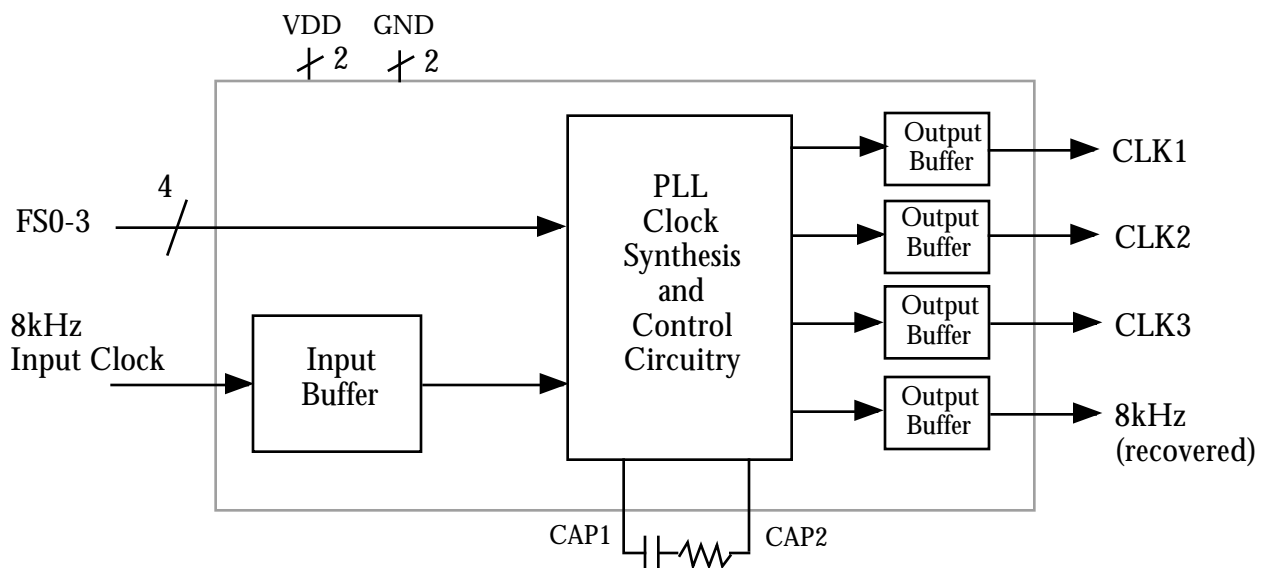 VDD GND
2 2
4
FS0-3
8kHz
Input Clock
Input
Buffer
PLL
Clock
Synthesis
and
Control
Circuitry
Output
Buffer
CLK1
Output
Buffer
CLK2
Output
Buffer
CLK3
Output
Buffer
8kHz
(recovered)
CAP1 CAP2